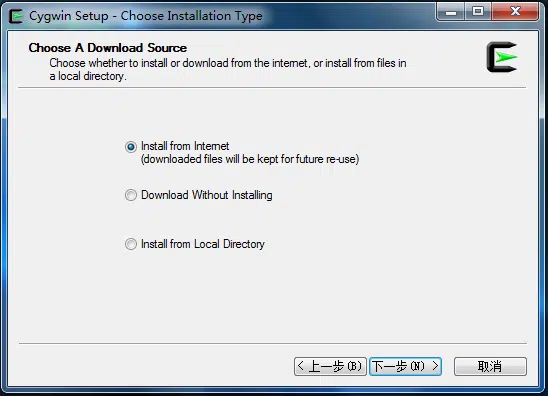 Cygwin Setup - Choose Installation Type
Choose A Download Source
Choose whether to install or download from the internet, or install from files in
a local directory.
Install from Internet
(downloaded files will be kept for future re-use)
Download Without Installing
Install from Local Directory
< 上一步(B) 下一步(N) > 取消